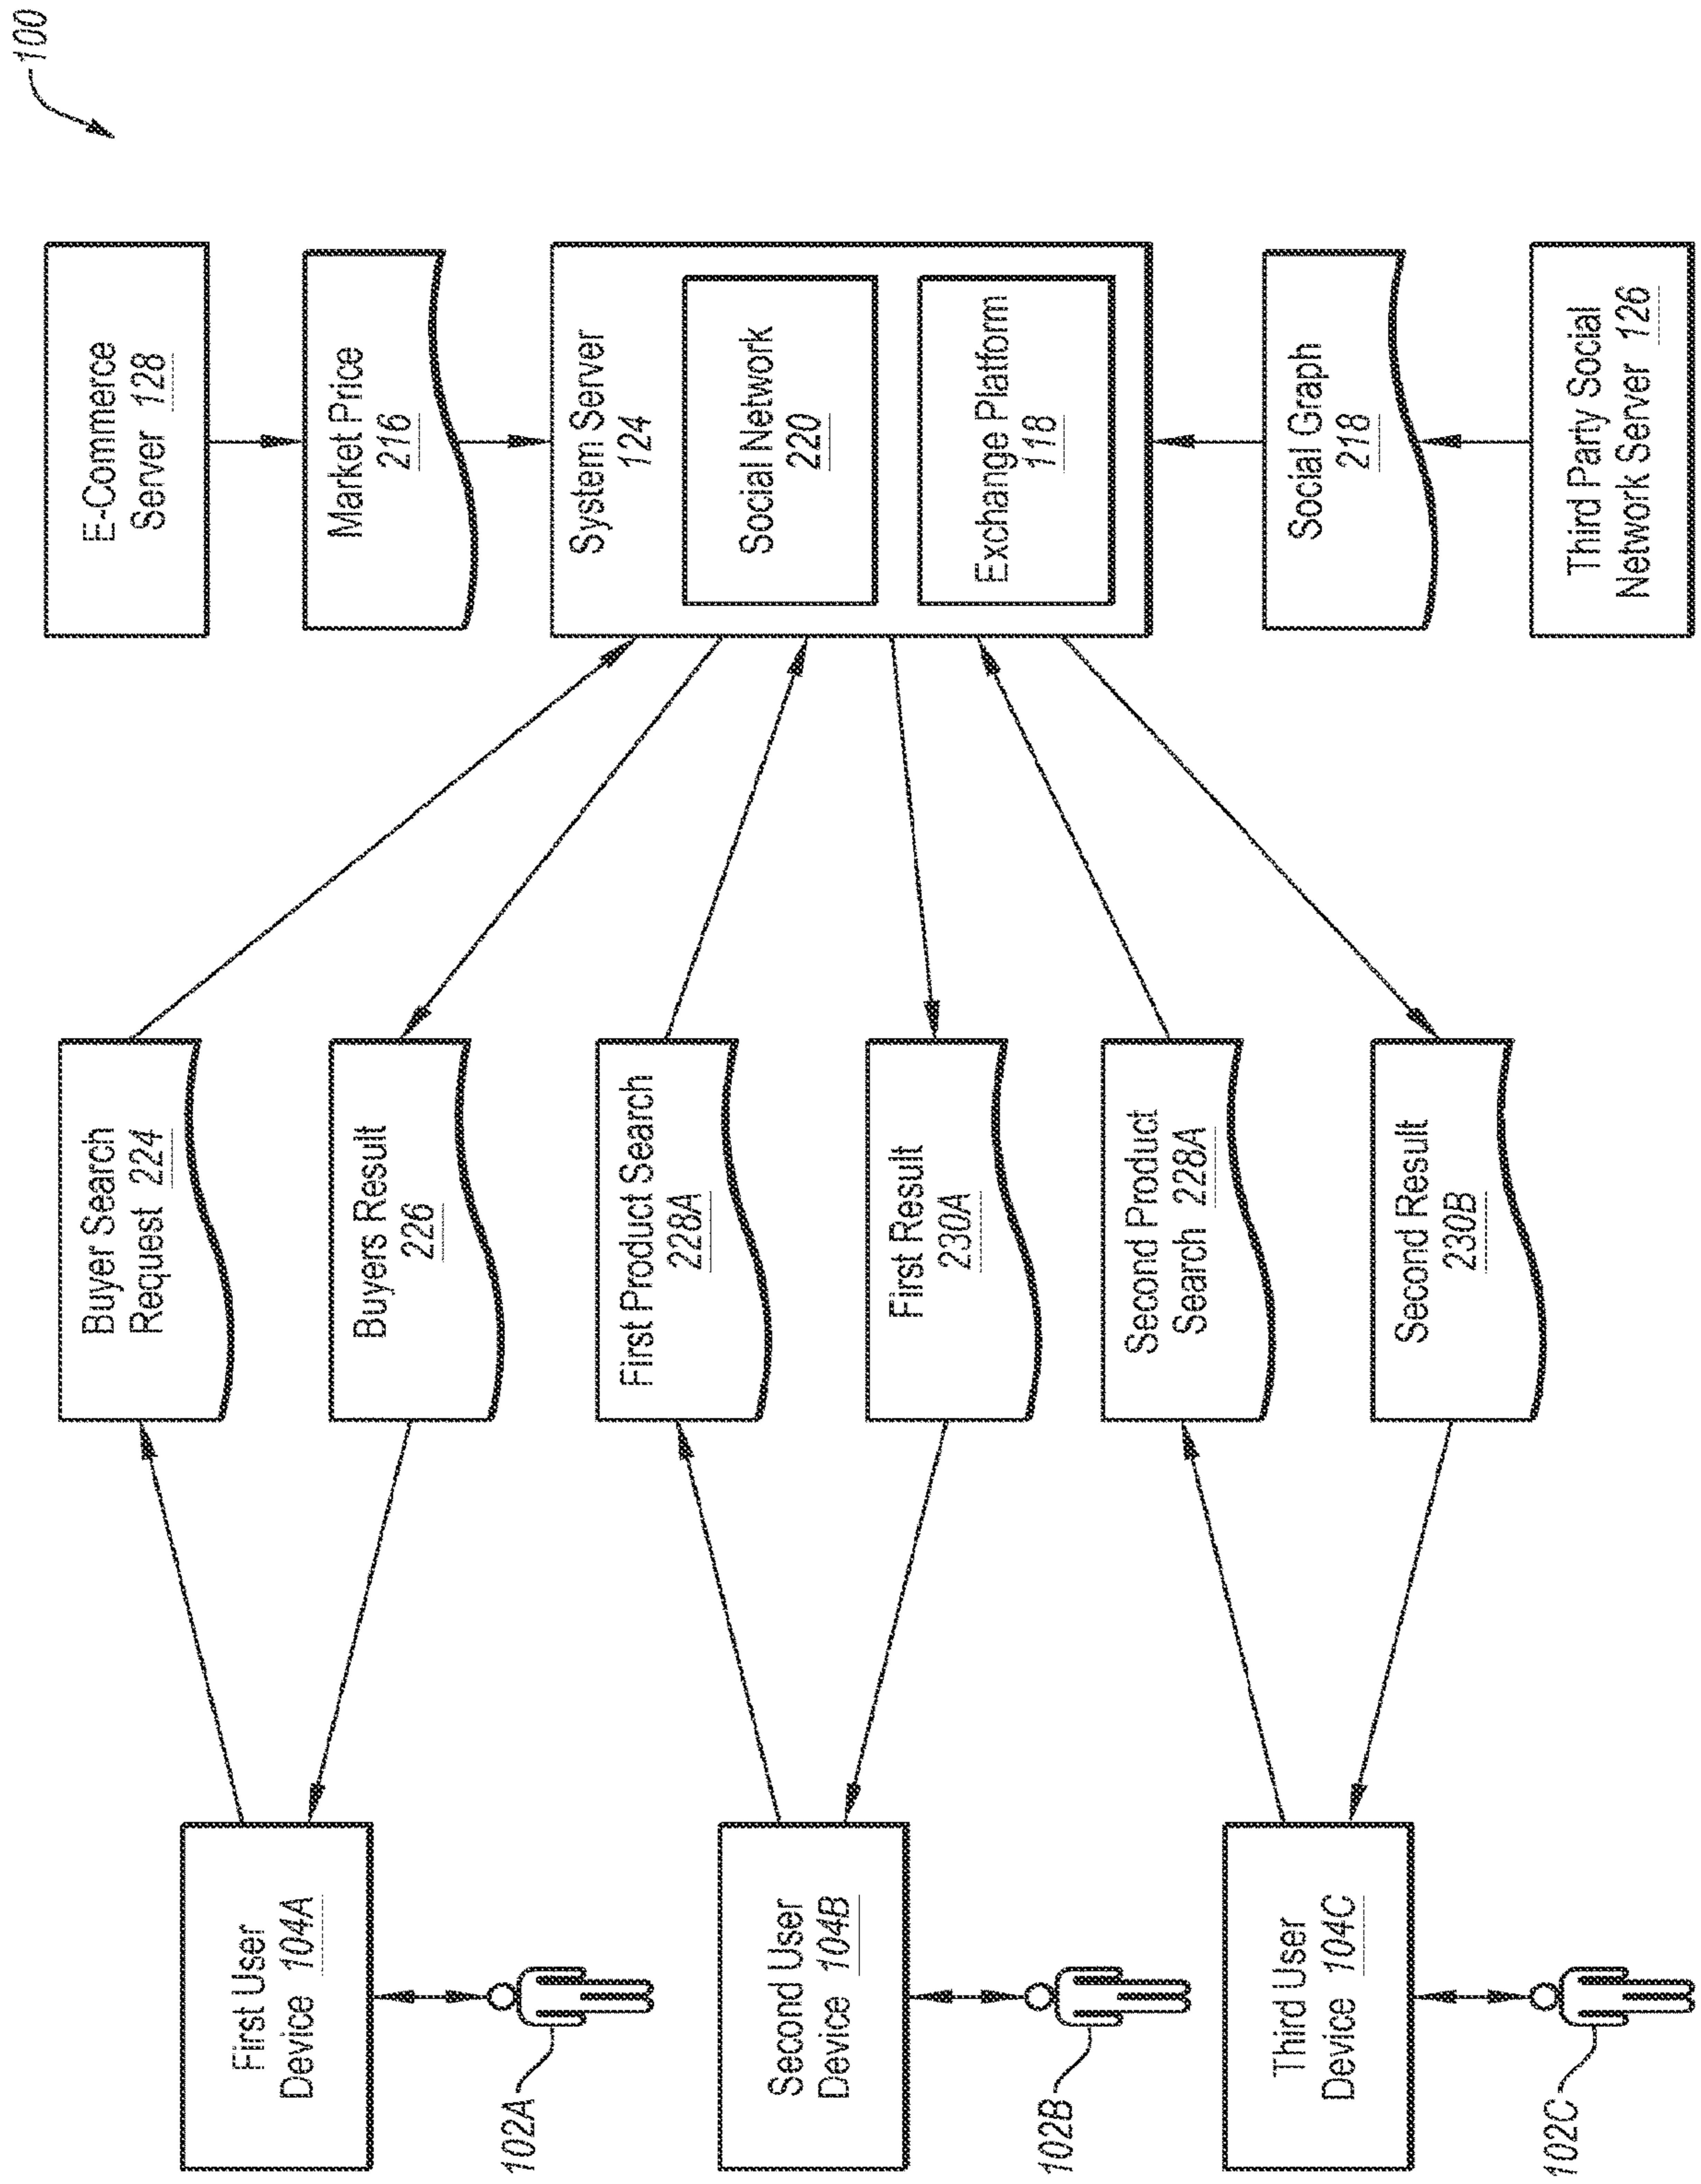 100
E-Commerce
Server 128
Market Price
216
System Server
124
Social Network
220
Exchange Platform
118
Social Graph
218
Third Party Social
Network Server 126
Buyer Search
Request 224
Buyers Result
226
First Product Search
228A
First Result
230A
Second Product
Search 228A
Second Result
230B
First User
Device 104A
102A
Second User
Device 104B
102B
Third User
Device 104C
102C